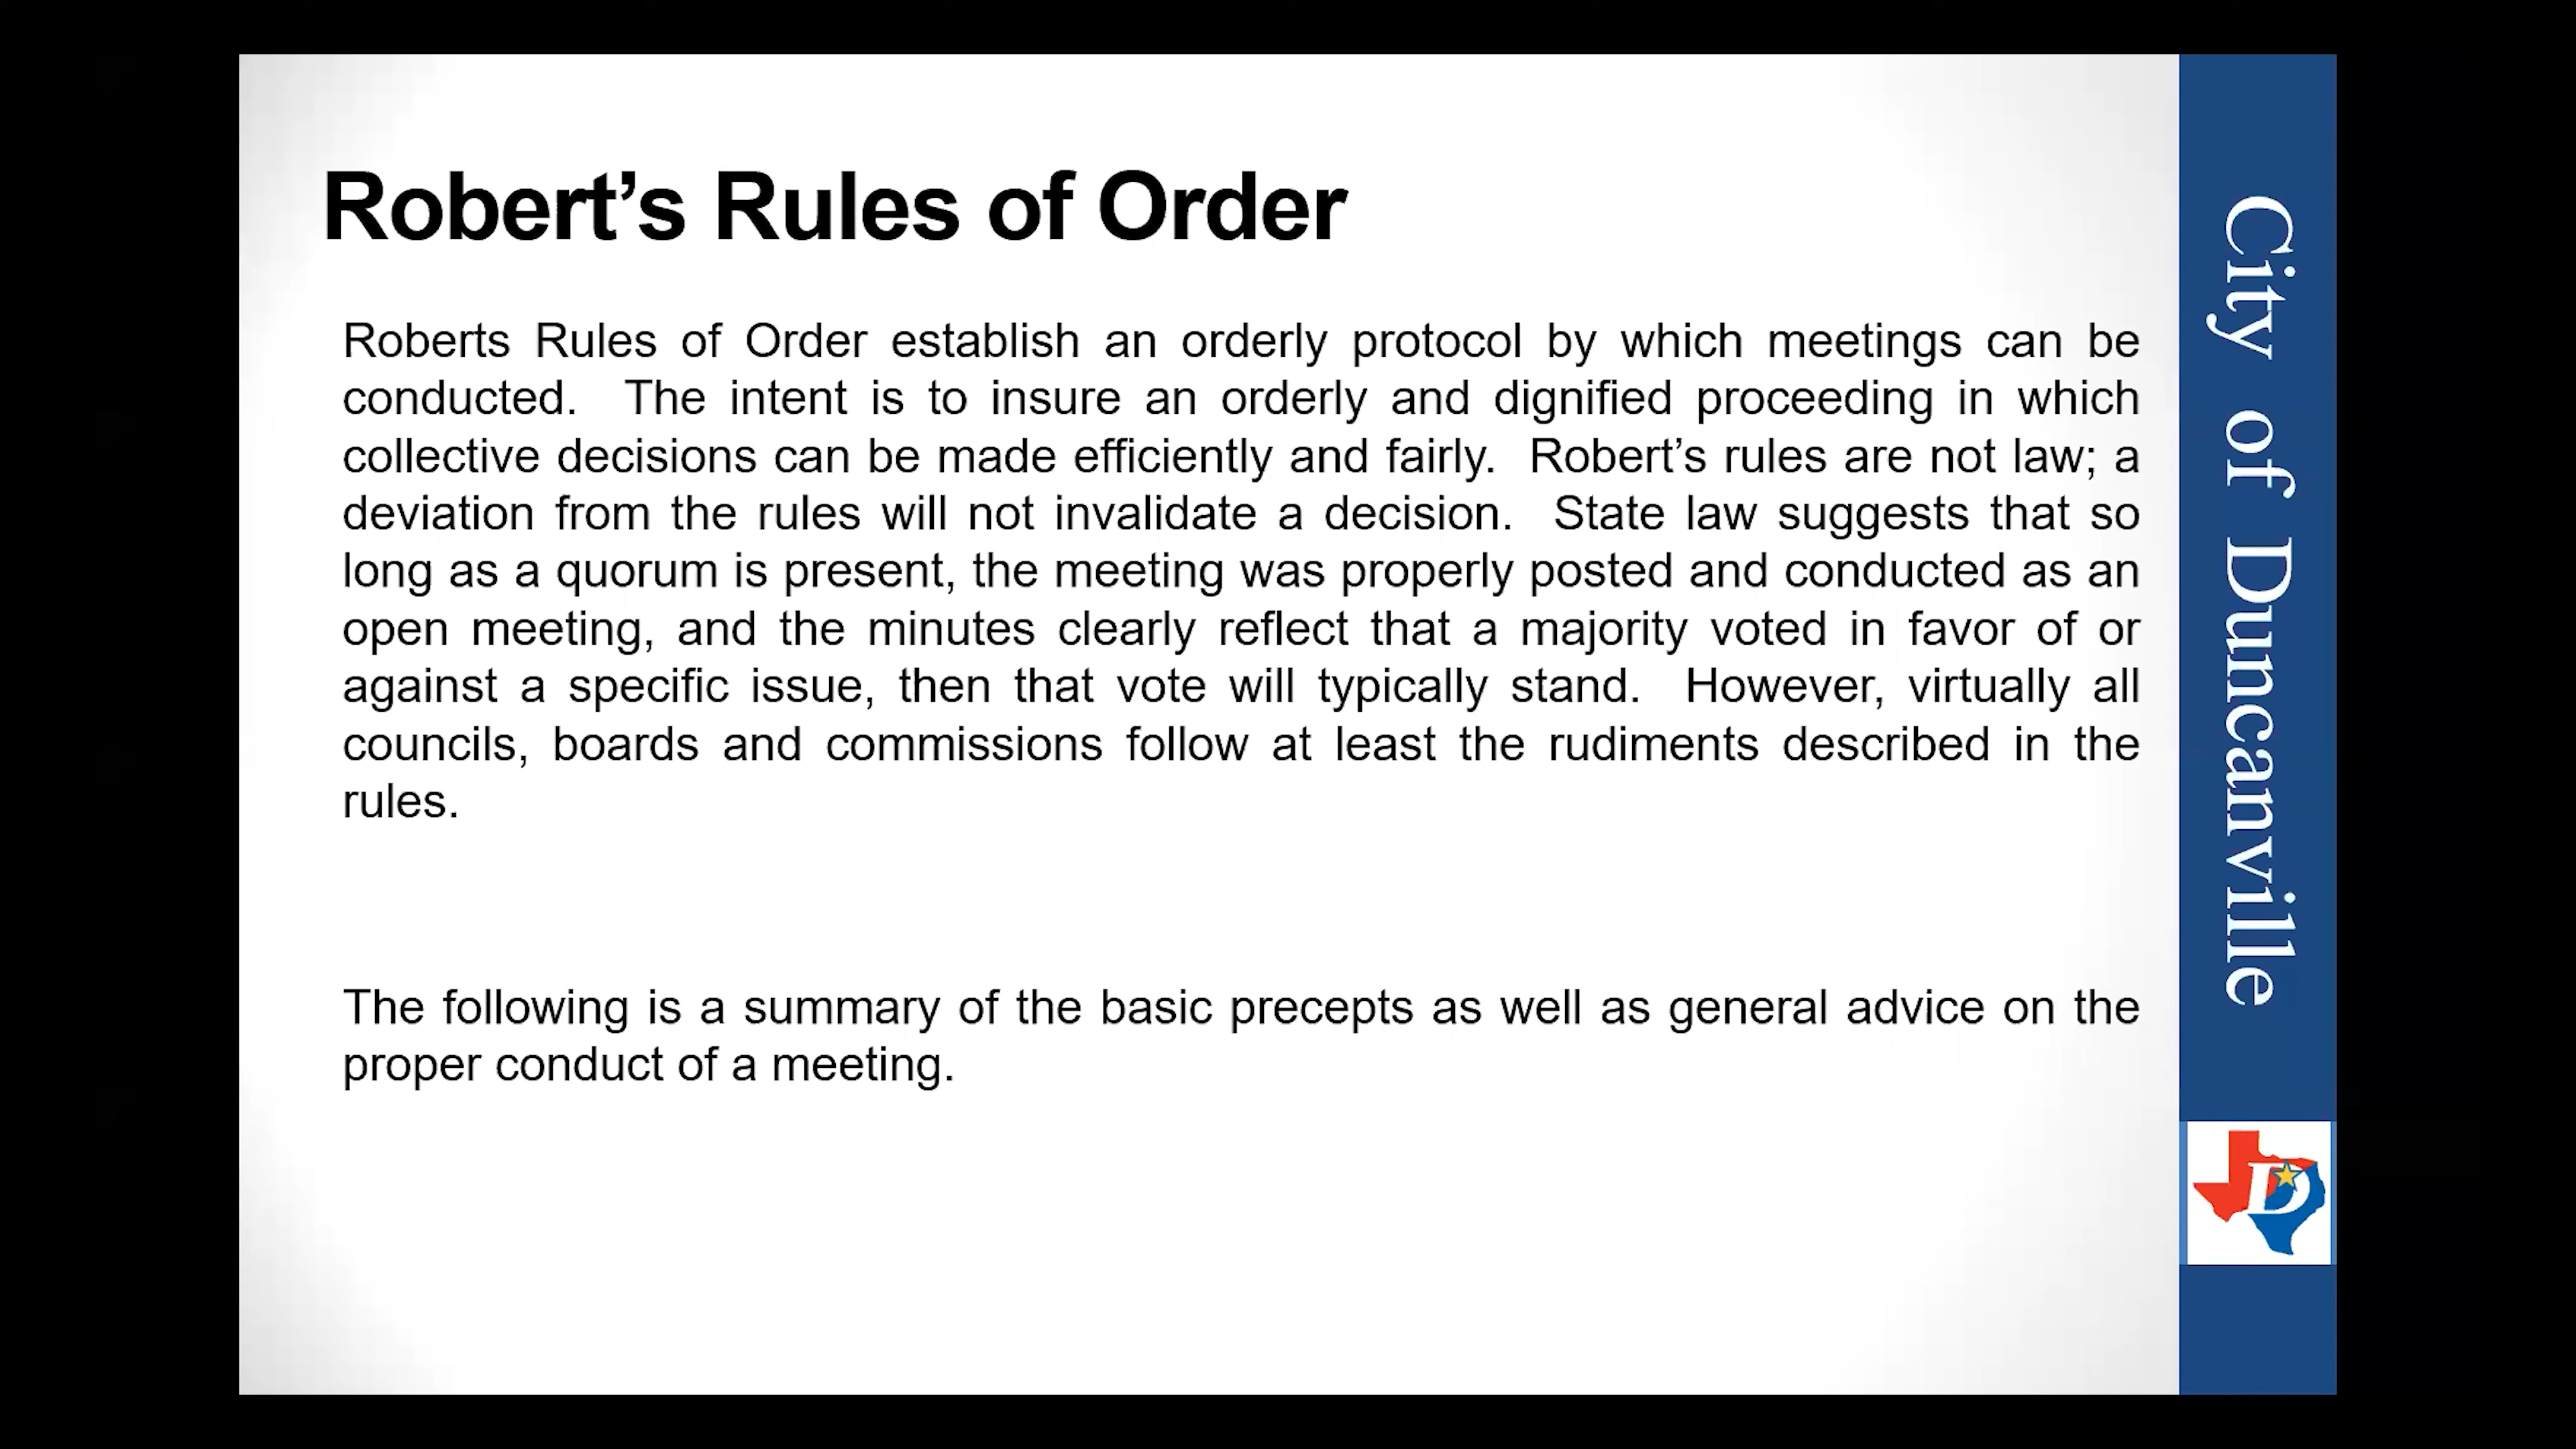 Robert’s Rules of Order
Roberts Rules of Order establish an orderly protocol by which meetings can be
conducted. The intent is to insure an orderly and dignified proceeding in which
collective decisions can be made efficiently and fairly. Robert’s rules are not law; a
deviation from the rules will not invalidate a decision. State law suggests that so
long as a quorum is present, the meeting was properly posted and conducted as an
open meeting, and the minutes clearly reflect that a majority voted in favor of or
against a specific issue, then that vote will typically stand. However, virtually all
councils, boards and commissions follow at least the rudiments described in the
rules.
The following is a summary of the basic precepts as well as general advice on the
proper conduct of a meeting.
City of Duncanville
D